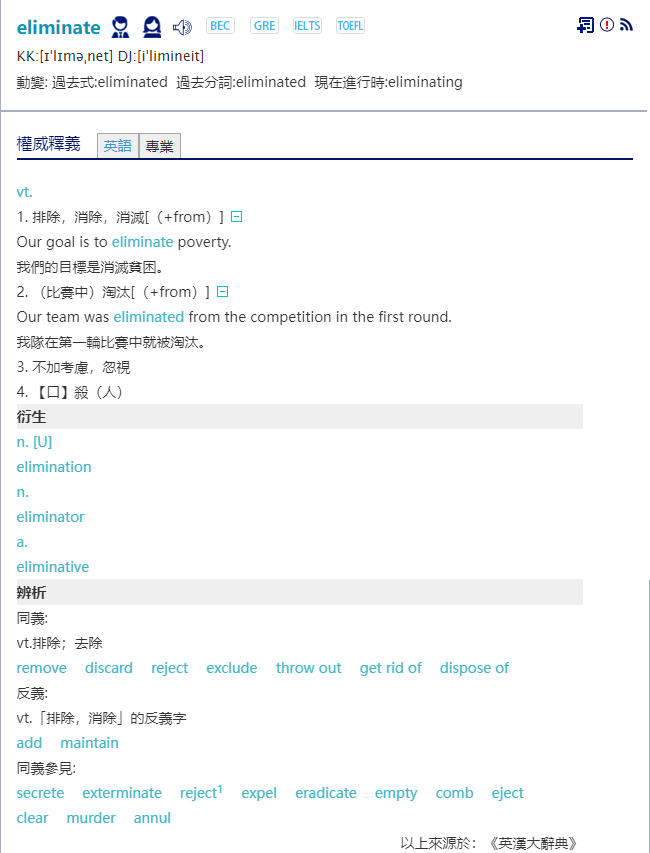 eliminate BEC GRE IELTS TOEFL
KK:[ɪˈlɪməˌnet] DJ:[iˈlimineit]
動變: 過去式:eliminated 過去分詞:eliminated 現在進行時:eliminating
權威釋義 英語 專業
vt.
1. 排除，消除，消滅[（+from）]
Our goal is to eliminate poverty.
我們的目標是消滅貧困。
2. （比賽中）淘汰[（+from）]
Our team was eliminated from the competition in the first round.
我隊在第一輪比賽中就被淘汰。
3. 不加考慮，忽視
4. 【口】殺（人）
衍生
n. [U]
elimination
n.
eliminator
a.
eliminative
辨析
同義:
vt.排除；去除
remove discard reject exclude throw out get rid of dispose of
反義:
vt.「排除，消除」的反義字
add maintain
同義參見:
secrete exterminate reject¹ expel eradicate empty comb eject
clear murder annul
以上來源於：《英漢大辭典》